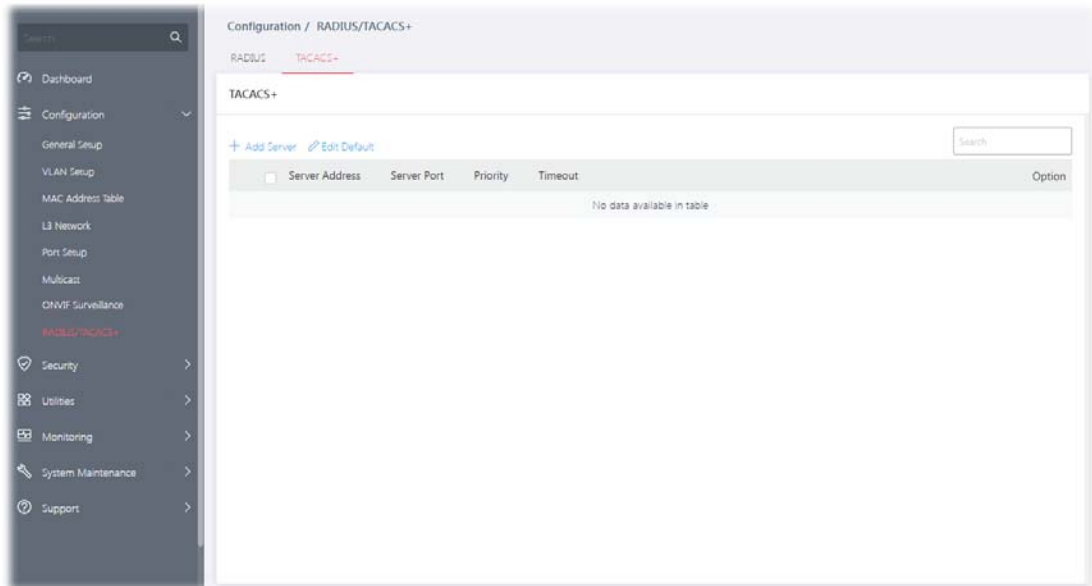 Search
Dashboard
Configuration
General Setup
VLAN Setup
MAC Address Table
L3 Network
Port Setup
Multicast
ONVIF Surveillance
RADIUS/TACACS+
Security
Utilities
Monitoring
System Maintenance
Support
Configuration / RADIUS/TACACS+
RADIUS TACACS+
TACACS+
+ Add Server Edit Default
Search
Server Address Server Port Priority Timeout Option
No data available in table